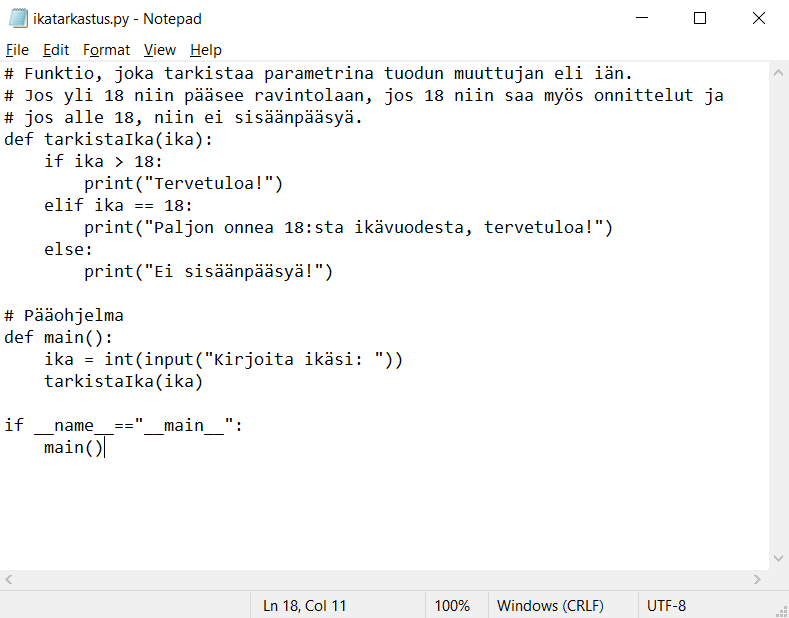 ikatarkastus.py - Notepad
File Edit Format View Help
# Funktio, joka tarkistaa parametrina tuodun muuttujan eli iän.
# Jos yli 18 niin pääsee ravintolaan, jos 18 niin saa myös onnittelut ja
# jos alle 18, niin ei sisäänpääsyä.
def tarkistaIka(ika):
    if ika > 18:
        print("Tervetuloa!")
    elif ika == 18:
        print("Paljon onnea 18:sta ikävuodesta, tervetuloa!")
    else:
        print("Ei sisäänpääsyä!")

# Pääohjelma
def main():
    ika = int(input("Kirjoita ikäsi: "))
    tarkistaIka(ika)

if __name__=="__main__":
    main()
Ln 18, Col 11 100% Windows (CRLF) UTF-8